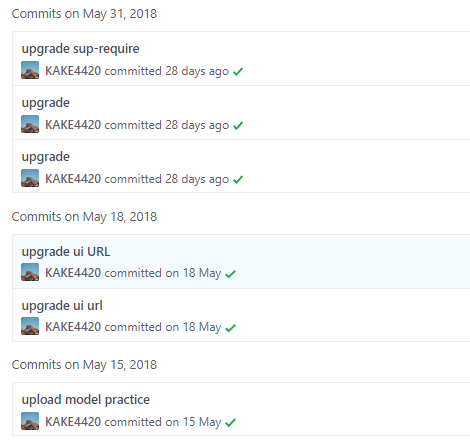 Commits on May 31, 2018
upgrade sup-require
KAKE4420 committed 28 days ago
upgrade
KAKE4420 committed 28 days ago
upgrade
KAKE4420 committed 28 days ago
Commits on May 18, 2018
upgrade ui URL
KAKE4420 committed on 18 May
upgrade ui url
KAKE4420 committed on 18 May
Commits on May 15, 2018
upload model practice
KAKE4420 committed on 15 May